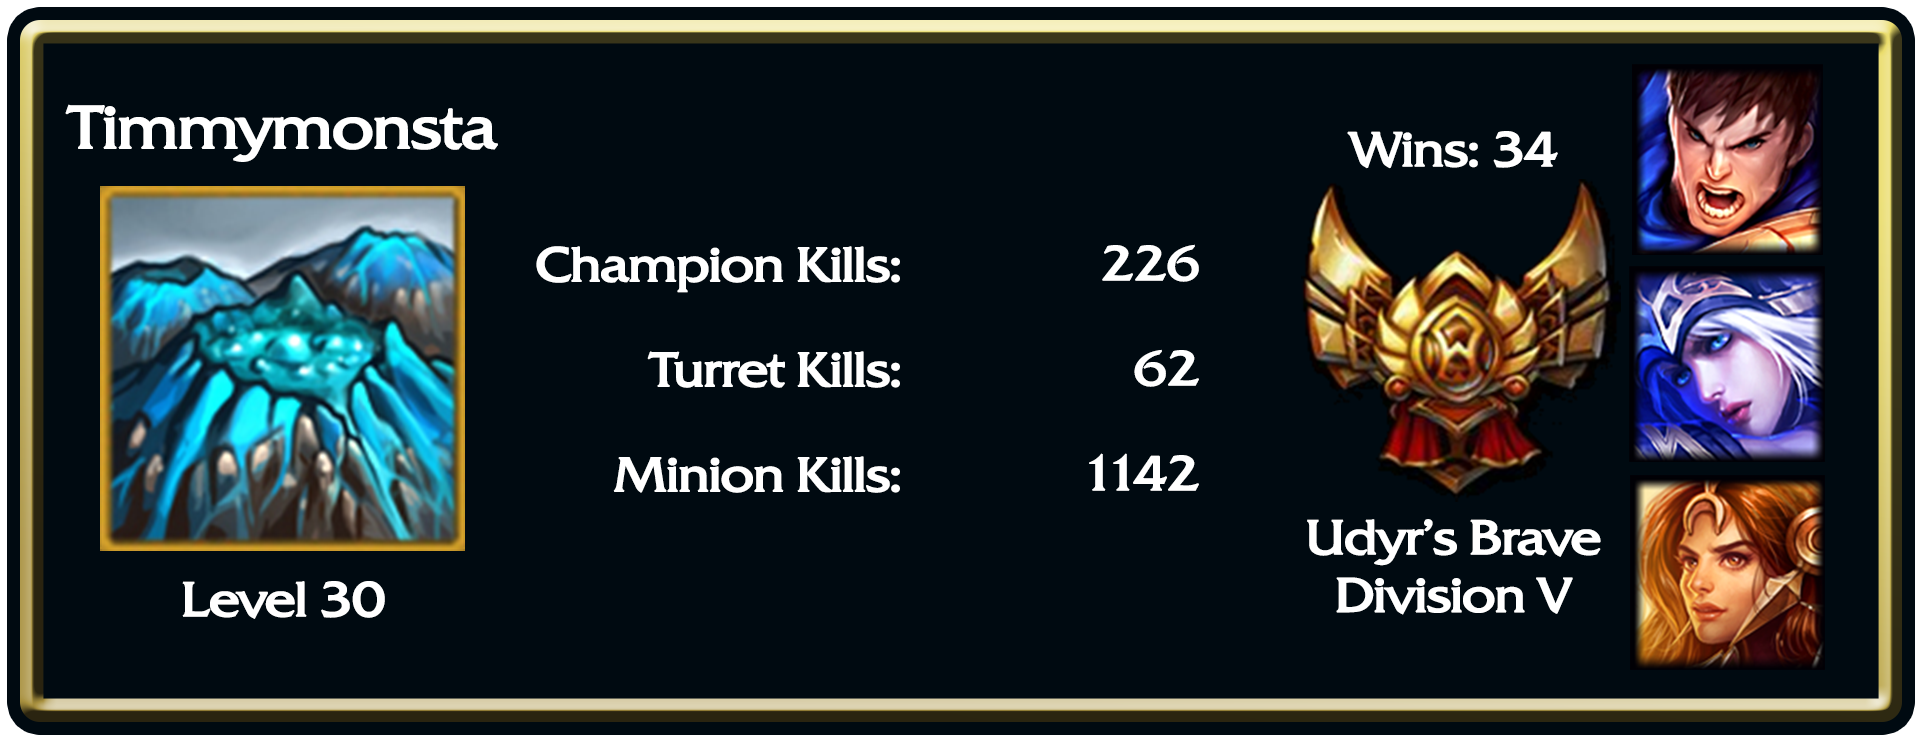 Timmymonsta
Level 30
Champion Kills: 226
Turret Kills: 62
Minion Kills: 1142
Wins: 34
Udyr's Brave
Division V